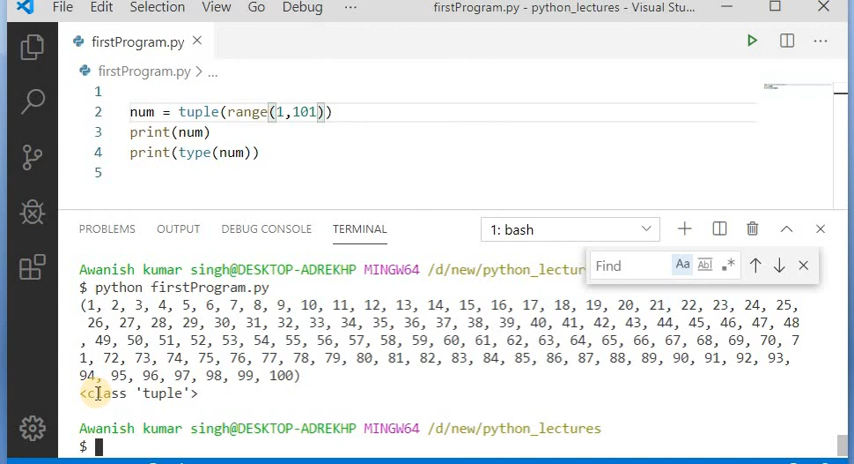 File Edit Selection View Go Debug ··· firstProgram.py - python_lectures - Visual Stu...
firstProgram.py
firstProgram.py > ...
1
2 num = tuple(range(1,101))
3 print(num)
4 print(type(num))
5
PROBLEMS OUTPUT DEBUG CONSOLE TERMINAL 1: bash
Find Aa Abl .*
Awanish kumar singh@DESKTOP-ADREKHP MINGW64 /d/new/python_lectu
$ python firstProgram.py
(1, 2, 3, 4, 5, 6, 7, 8, 9, 10, 11, 12, 13, 14, 15, 16, 17, 18, 19, 20, 21, 22, 23, 24, 25,
26, 27, 28, 29, 30, 31, 32, 33, 34, 35, 36, 37, 38, 39, 40, 41, 42, 43, 44, 45, 46, 47, 48
, 49, 50, 51, 52, 53, 54, 55, 56, 57, 58, 59, 60, 61, 62, 63, 64, 65, 66, 67, 68, 69, 70, 7
1, 72, 73, 74, 75, 76, 77, 78, 79, 80, 81, 82, 83, 84, 85, 86, 87, 88, 89, 90, 91, 92, 93,
94, 95, 96, 97, 98, 99, 100)
<class 'tuple'>
Awanish kumar singh@DESKTOP-ADREKHP MINGW64 /d/new/python_lectures
$